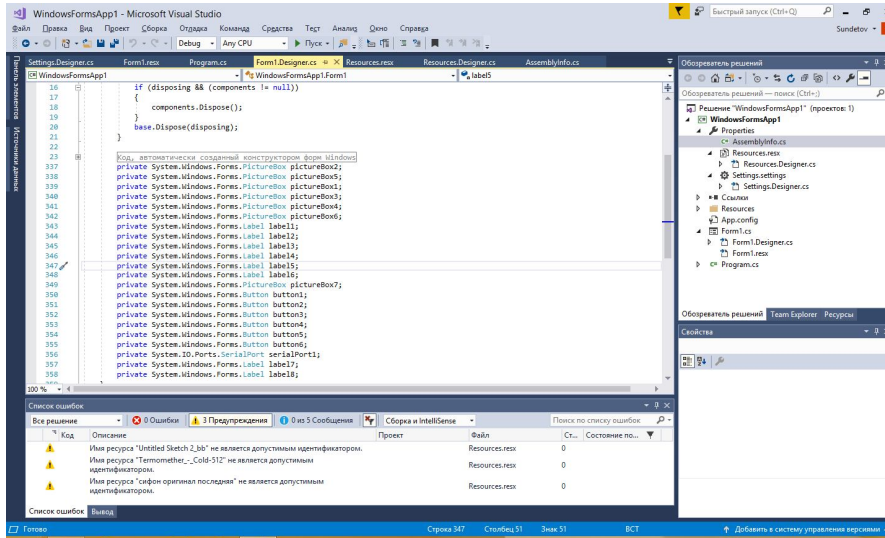 WindowsFormsApp1 - Microsoft Visual Studio
Быстрый запуск (Ctrl+Q)
Файл Правка Вид Проект Сборка Отладка Команда Средства Тест Анализ Окно Справка
Sundetov
Debug Any CPU Пуск
Панель элементов
Источники данных
Settings.Designer.cs Form1.resx Program.cs Form1.Designer.cs Resources.resx Resources.Designer.cs AssemblyInfo.cs
WindowsFormsApp1 WindowsFormsApp1.Form1 label5
16 if (disposing && (components != null))
17 {
18 components.Dispose();
19 }
20 base.Dispose(disposing);
21 }
22
23 Код, автоматически созданный конструктором форм Windows
337 private System.Windows.Forms.PictureBox pictureBox2;
338 private System.Windows.Forms.PictureBox pictureBox5;
339 private System.Windows.Forms.PictureBox pictureBox1;
340 private System.Windows.Forms.PictureBox pictureBox3;
341 private System.Windows.Forms.PictureBox pictureBox4;
342 private System.Windows.Forms.PictureBox pictureBox6;
343 private System.Windows.Forms.Label label1;
344 private System.Windows.Forms.Label label2;
345 private System.Windows.Forms.Label label3;
346 private System.Windows.Forms.Label label4;
347 private System.Windows.Forms.Label label5;
348 private System.Windows.Forms.Label label6;
349 private System.Windows.Forms.PictureBox pictureBox7;
350 private System.Windows.Forms.Button button1;
351 private System.Windows.Forms.Button button2;
352 private System.Windows.Forms.Button button3;
353 private System.Windows.Forms.Button button4;
354 private System.Windows.Forms.Button button5;
355 private System.Windows.Forms.Button button6;
356 private System.IO.Ports.SerialPort serialPort1;
357 private System.Windows.Forms.Label label7;
358 private System.Windows.Forms.Label label8;
100 %
Обозреватель решений
Обозреватель решений — поиск (Ctrl+;)
Решение "WindowsFormsApp1" (проектов: 1)
WindowsFormsApp1
Properties
AssemblyInfo.cs
Resources.resx
Resources.Designer.cs
Settings.settings
Settings.Designer.cs
Ссылки
Resources
App.config
Form1.cs
Form1.Designer.cs
Form1.resx
Program.cs
Обозреватель решений Team Explorer Ресурсы
Свойства
Список ошибок
Все решение 0 Ошибки 3 Предупреждения 0 из 5 Сообщения Сборка и IntelliSense Поиск по списку ошибок
Код Описание Проект Файл Ст... Состояние по...
Имя ресурса "Untitled Sketch 2_bb" не является допустимым идентификатором. Resources.resx 0
Имя ресурса "Termomether_-_Cold-512" не является допустимым
идентификатором. Resources.resx 0
Имя ресурса "сифон оригинал последняя" не является допустимым
идентификатором. Resources.resx 0
Список ошибок Вывод
Готово Строка 347 Столбец 51 Знак 51 ВСТ Добавить в систему управления версиями